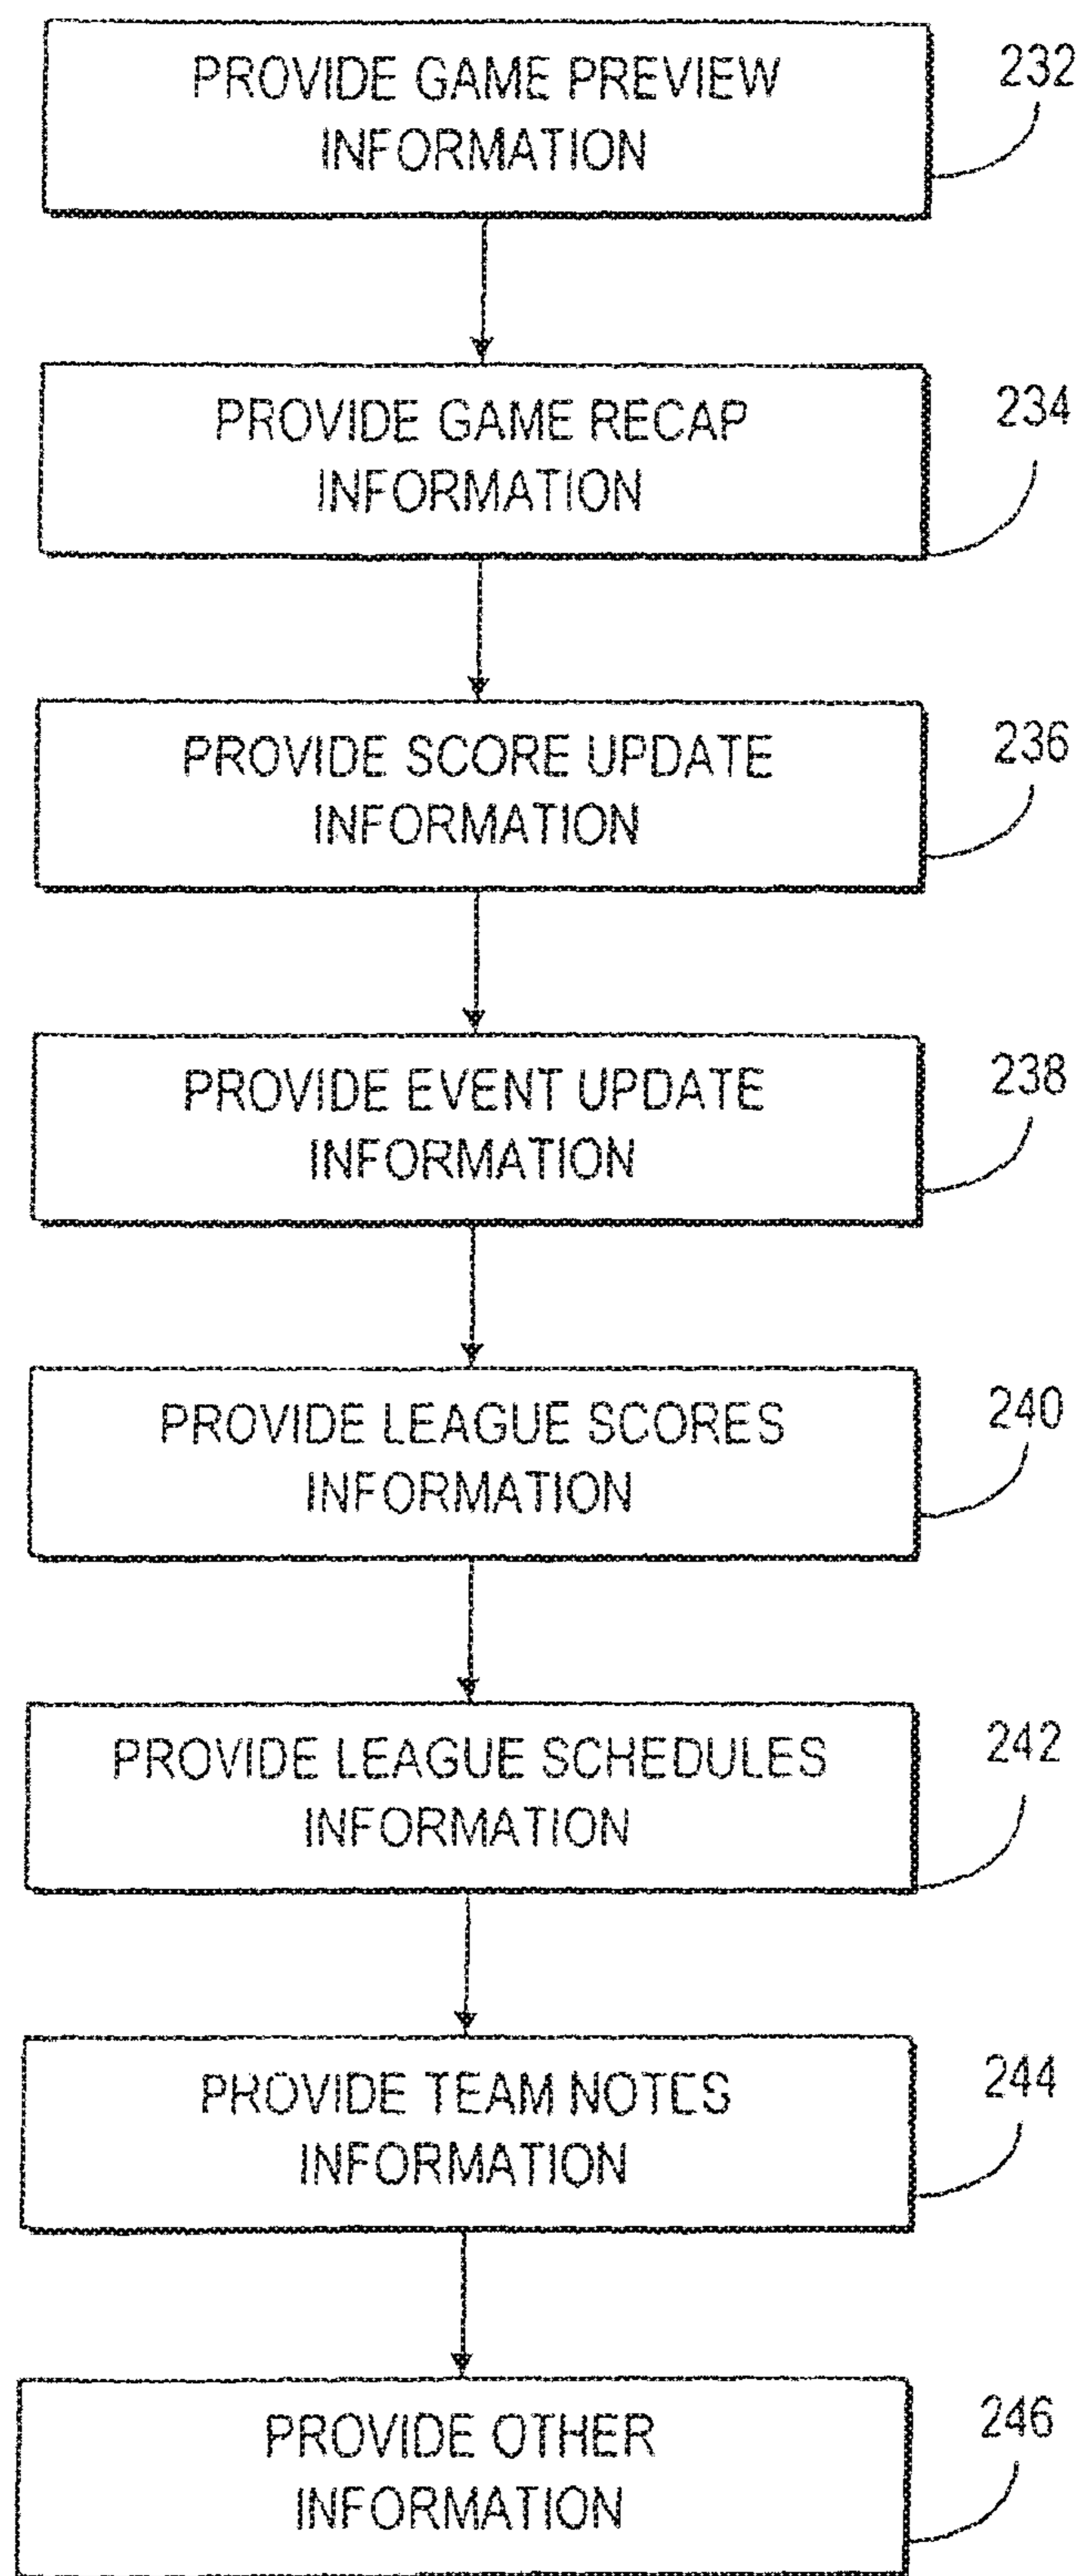 PROVIDE GAME PREVIEW
INFORMATION
232
PROVIDE GAME RECAP
INFORMATION
234
PROVIDE SCORE UPDATE
INFORMATION
236
PROVIDE EVENT UPDATE
INFORMATION
238
PROVIDE LEAGUE SCORES
INFORMATION
240
PROVIDE LEAGUE SCHEDULES
INFORMATION
242
PROVIDE TEAM NOTES
INFORMATION
244
PROVIDE OTHER
INFORMATION
246